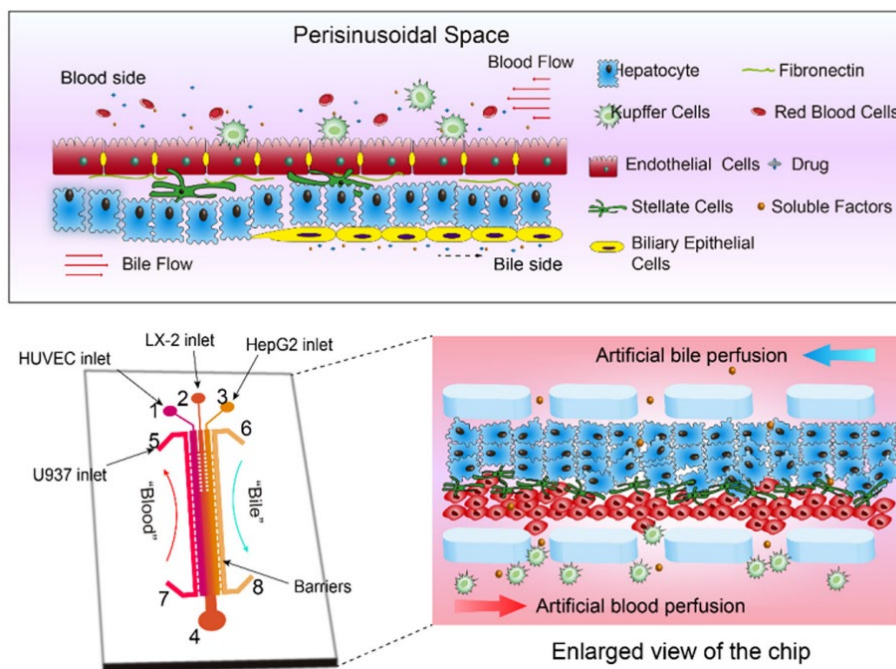 Perisinusoidal Space
Blood side
Blood Flow
Bile Flow
Bile side
Hepatocyte
Fibronectin
Kupffer Cells
Red Blood Cells
Endothelial Cells
Drug
Stellate Cells
Soluble Factors
Biliary Epithelial
Cells
LX-2 inlet
HUVEC inlet
HepG2 inlet
1
2
3
5
6
U937 inlet
"Blood"
"Bile"
Barriers
7
8
4
Artificial bile perfusion
Artificial blood perfusion
Enlarged view of the chip